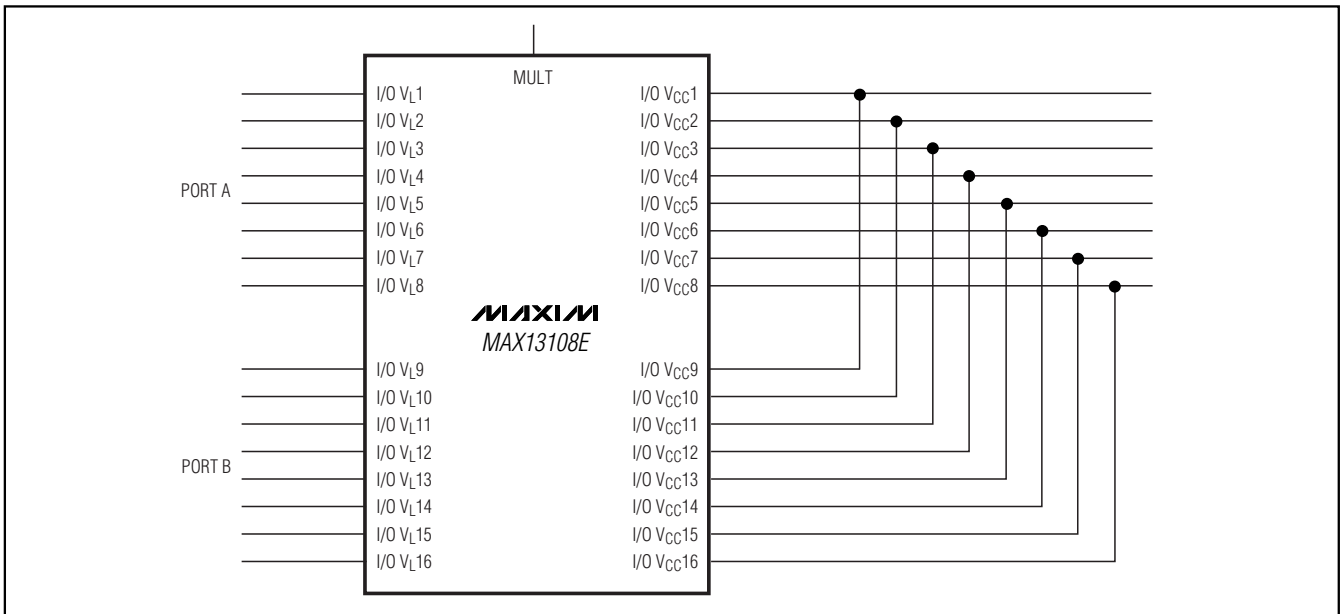 MULT
I/O VL1
I/O VL2
I/O VL3
I/O VL4
I/O VL5
I/O VL6
I/O VL7
I/O VL8
PORT A
I/O VCC1
I/O VCC2
I/O VCC3
I/O VCC4
I/O VCC5
I/O VCC6
I/O VCC7
I/O VCC8
MAXIM
MAX13108E
I/O VL9
I/O VL10
I/O VL11
I/O VL12
I/O VL13
I/O VL14
I/O VL15
I/O VL16
PORT B
I/O VCC9
I/O VCC10
I/O VCC11
I/O VCC12
I/O VCC13
I/O VCC14
I/O VCC15
I/O VCC16